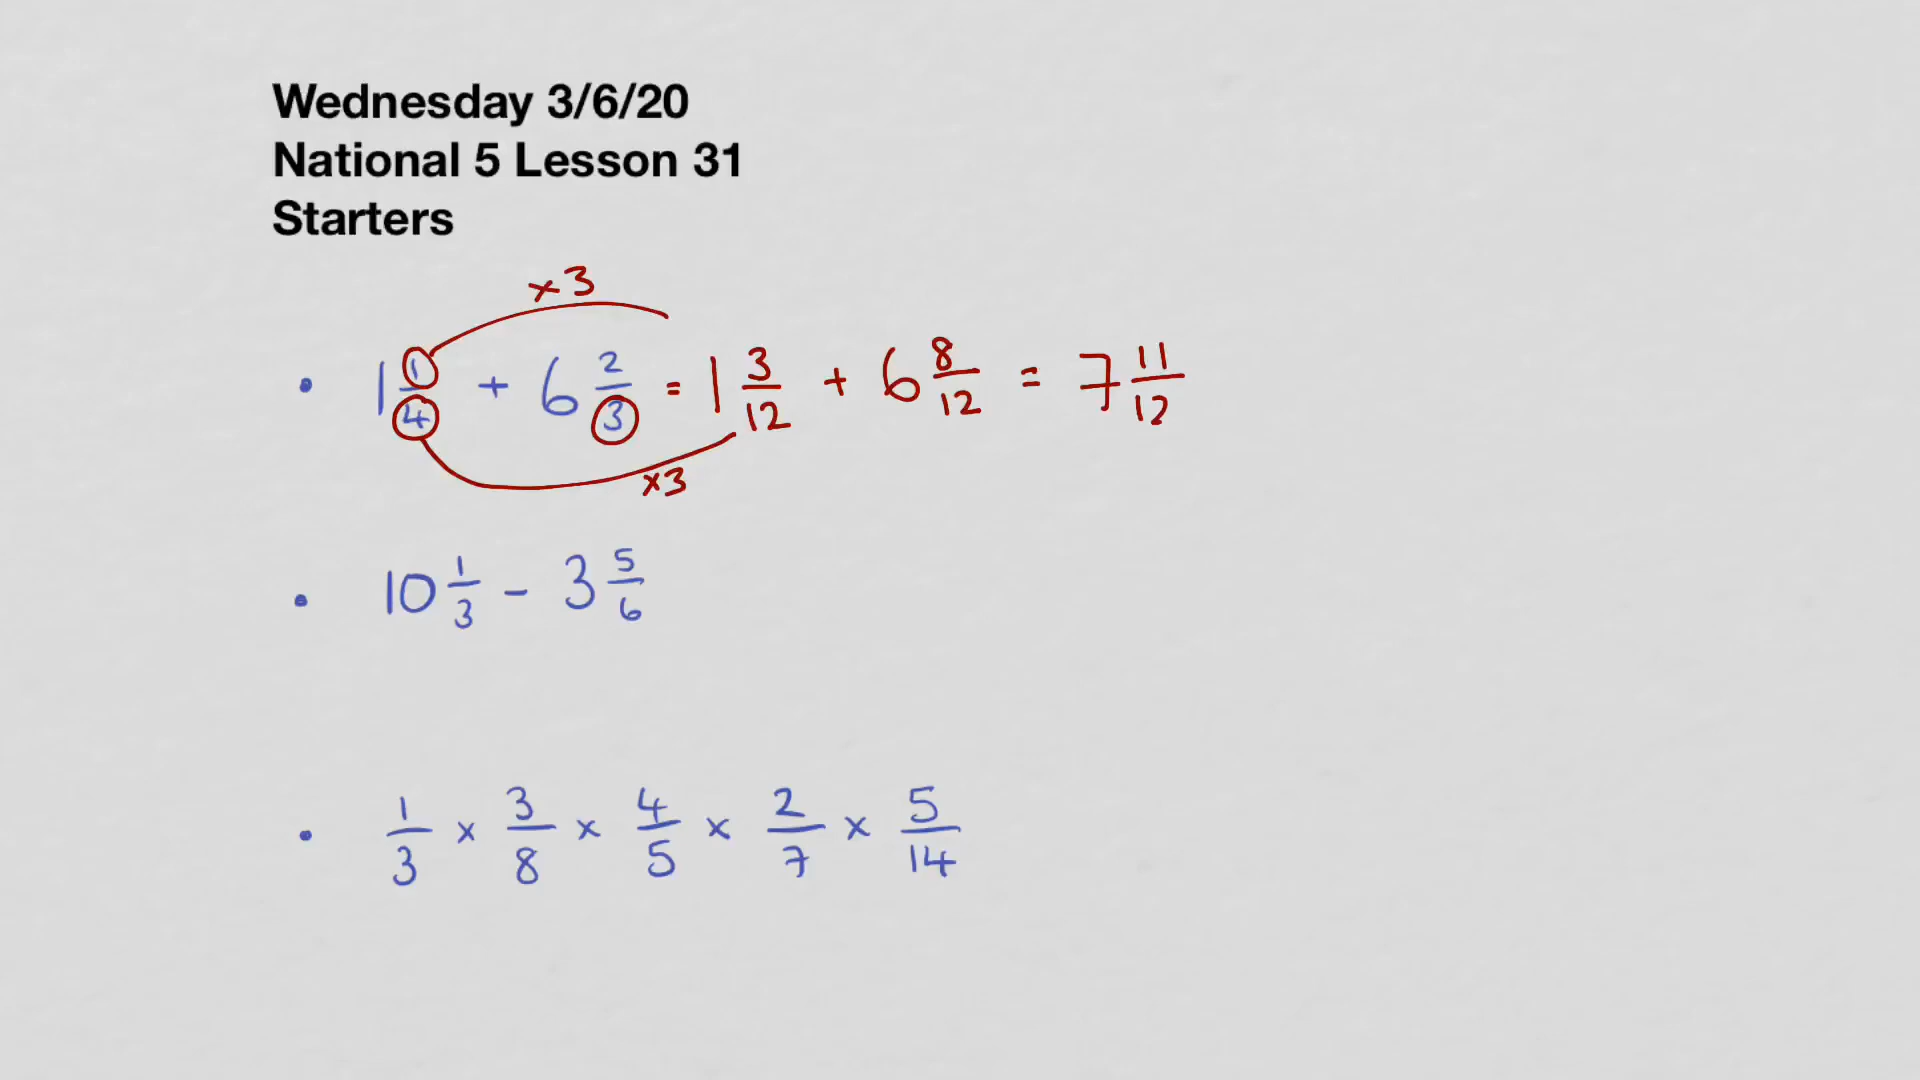 Wednesday 3/6/20
National 5 Lesson 31
Starters
×3
• 1 1/4 + 6 2/3 = 1 3/12 + 6 8/12 = 7 11/12
×3
• 10 1/3 - 3 5/6
• 1/3 × 3/8 × 4/5 × 2/7 × 5/14